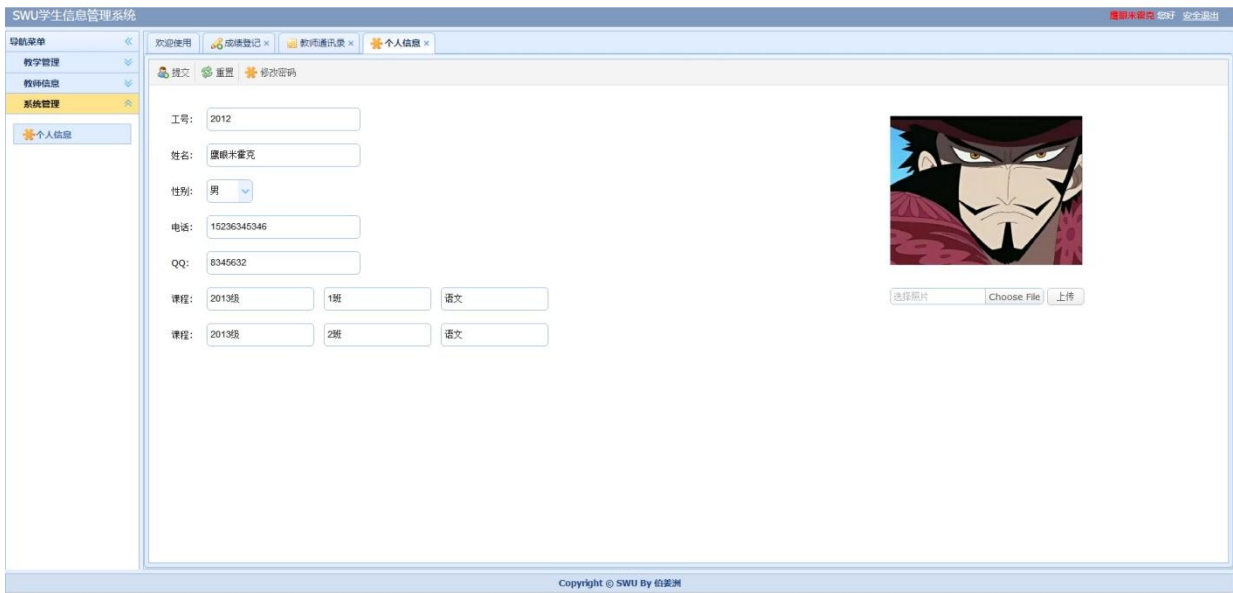 SWU学生信息管理系统
鹰眼米霍克 您好 安全退出
导航菜单
教学管理
教师信息
系统管理
个人信息
欢迎使用 成绩登记 教师通讯录 个人信息
提交 重置 修改密码
工号: 2012
姓名: 鹰眼米霍克
性别: 男
电话: 15236345346
QQ: 8345632
课程: 2013级 1班 语文
课程: 2013级 2班 语文
选择照片 Choose File 上传
Copyright © SWU By 伯姜洲